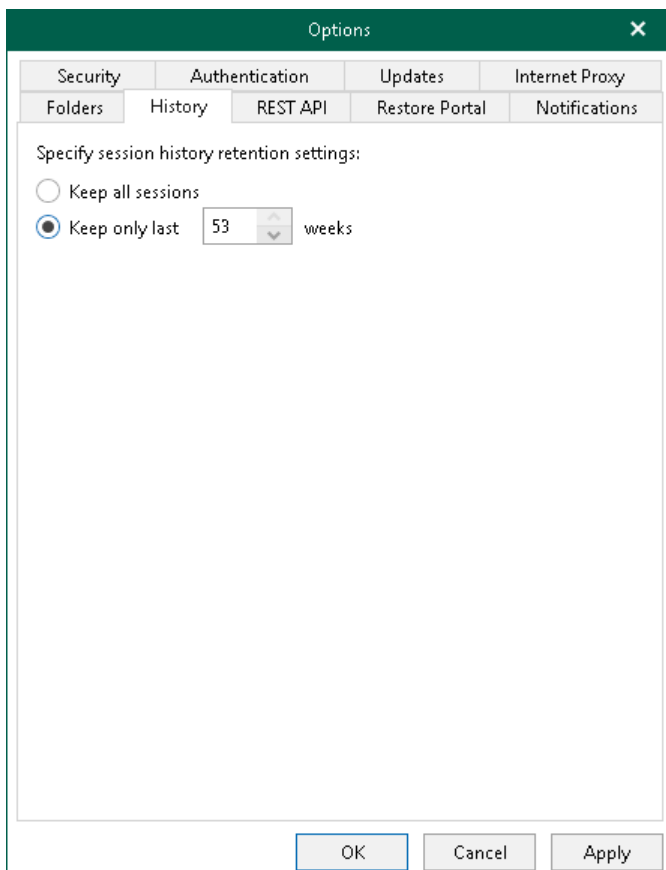 Options
Security Authentication Updates Internet Proxy
Folders History REST API Restore Portal Notifications
Specify session history retention settings:
Keep all sessions
Keep only last 53 weeks
OK Cancel Apply